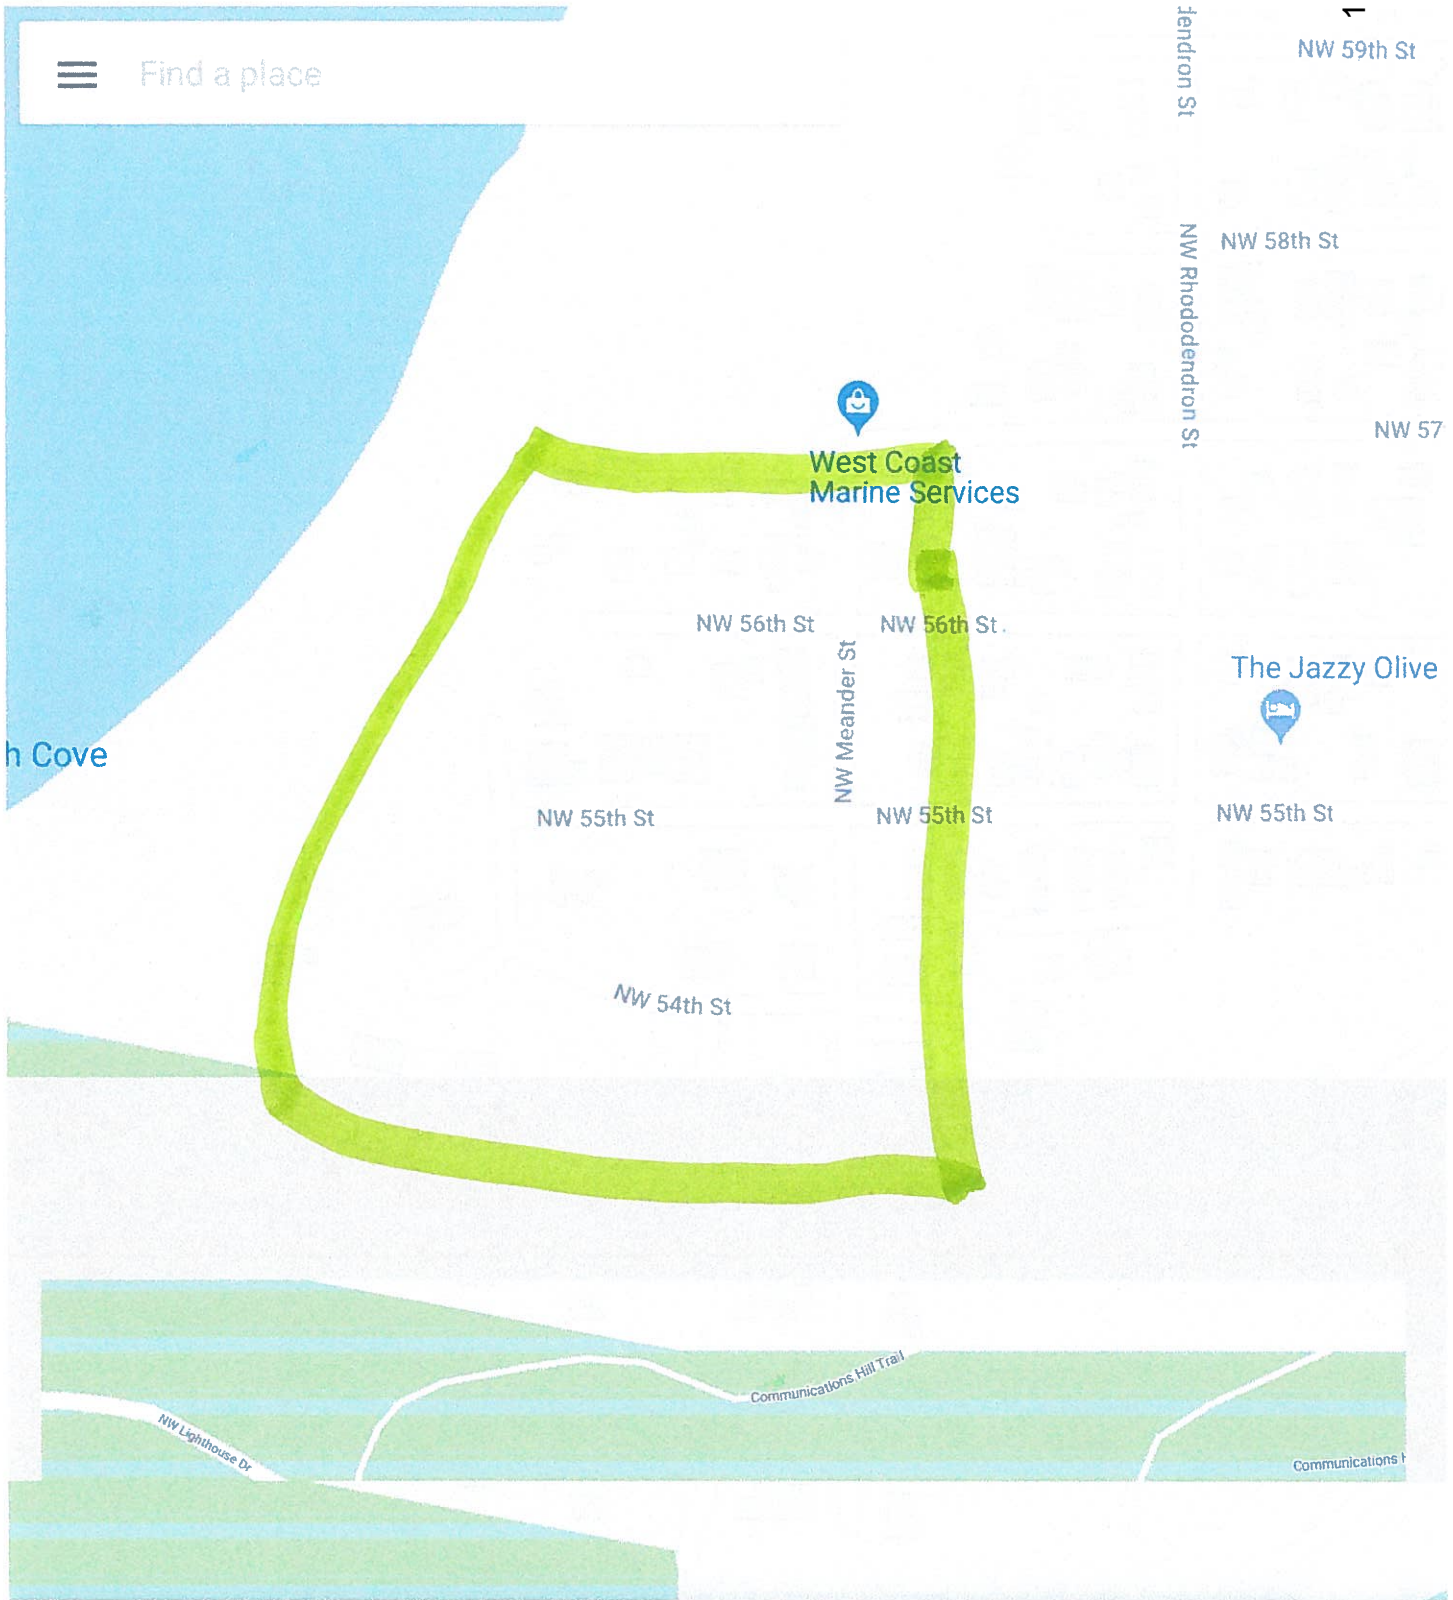 1
dendron St
NW 59th St
Find a place
NW 58th St
NW Rhododendron St
NW 57
West Coast
Marine Services
NW 56th St
NW 56th St
NW Meander St
The Jazzy Olive
h Cove
NW 55th St
NW 55th St
NW 55th St
NW 54th St
Communications Hill Trail
NW Lighthouse Dr
Communications H